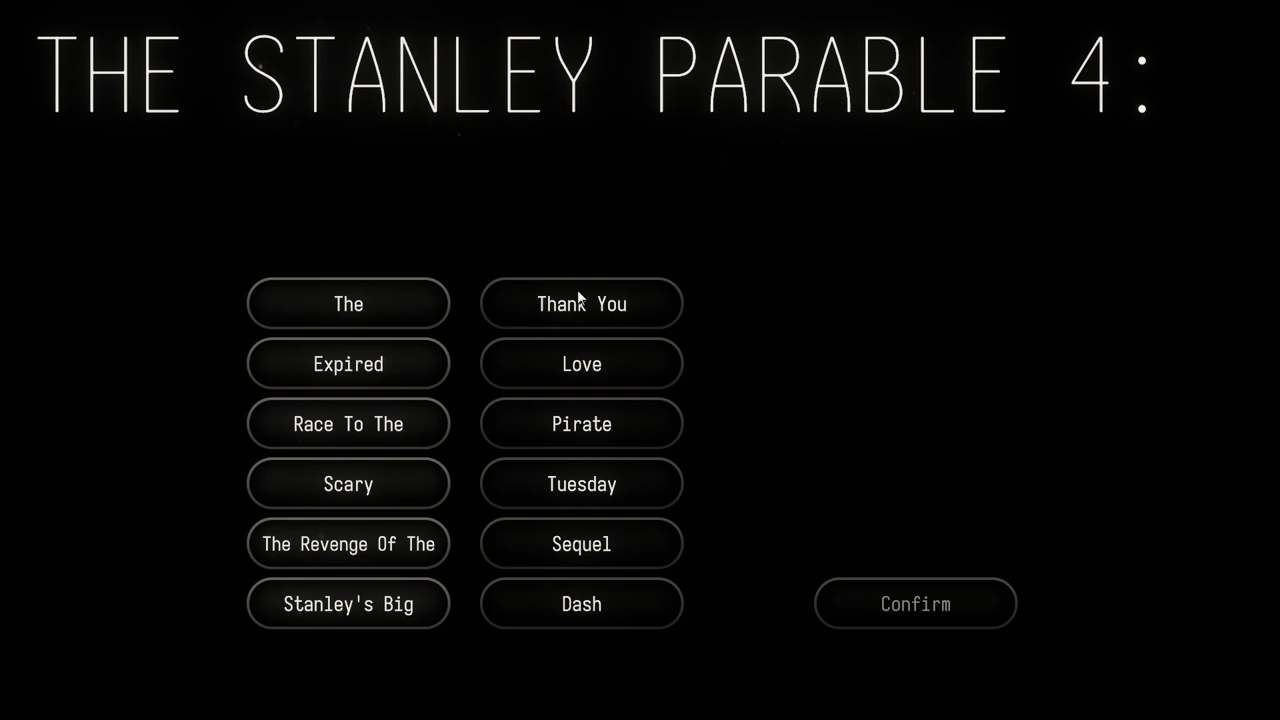 THE STANLEY PARABLE 4:
The
Thank You
Expired
Love
Race To The
Pirate
Scary
Tuesday
The Revenge Of The
Sequel
Stanley's Big
Dash
Confirm